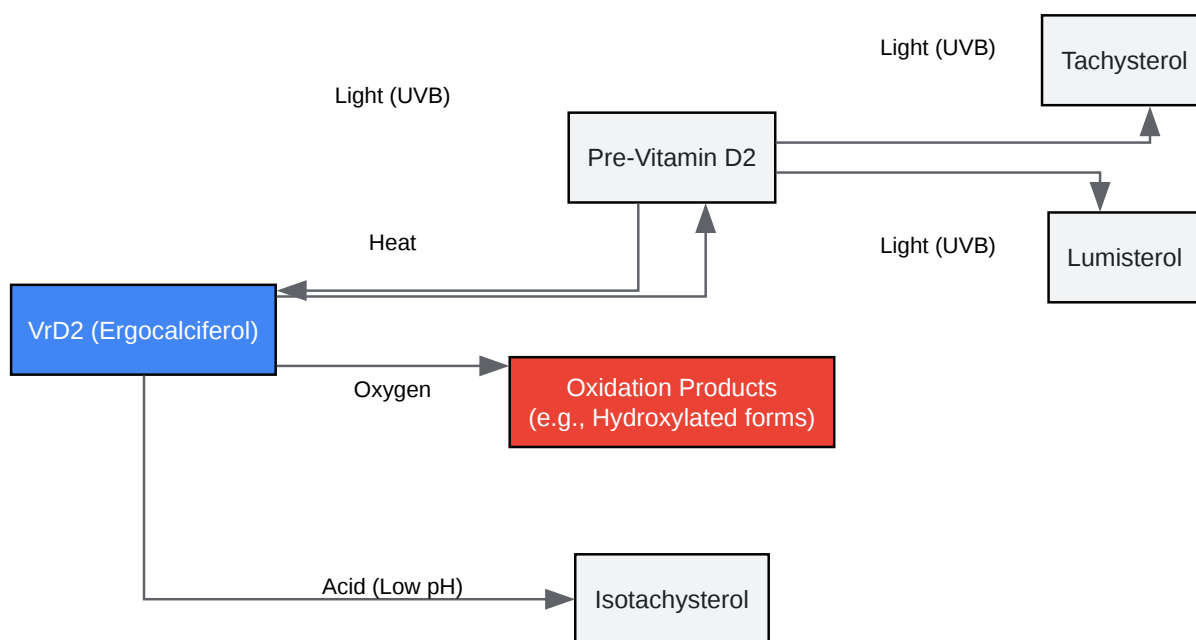 Light (UVB)
Tachysterol
Light (UVB)
Pre-Vitamin D2
Heat
Light (UVB)
Lumisterol
VrD2 (Ergocalciferol)
Oxygen
Oxidation Products
(e.g., Hydroxylated forms)
Acid (Low pH)
Isotachysterol